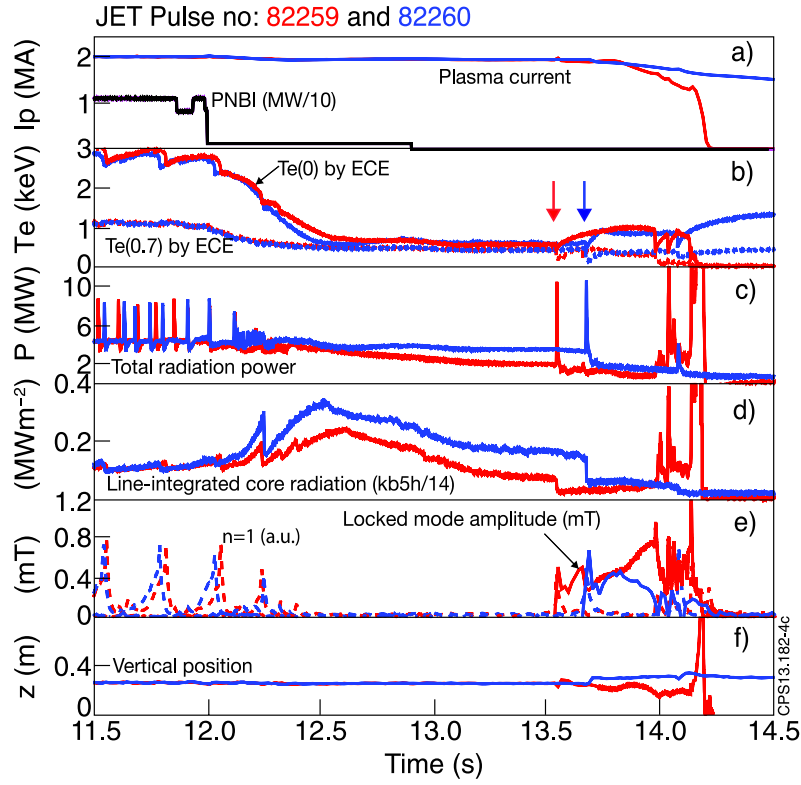 JET Pulse no: 82259 and 82260
Ip (MA)
2
1
a)
Plasma current
PNBI (MW/10)
Te (keV)
3
2
1
0
b)
Te(0) by ECE
Te(0.7) by ECE
P (MW)
10
6
2
c)
Total radiation power
(MWm⁻²)
0.4
0.2
d)
Line-integrated core radiation (kb5h/14)
(mT)
1.2
0.8
0.4
0
e)
n=1 (a.u.)
Locked mode amplitude (mT)
z (m)
0.4
0
f)
Vertical position
11.5 12.0 12.5 13.0 13.5 14.0 14.5
Time (s)
CPS13.182-4c